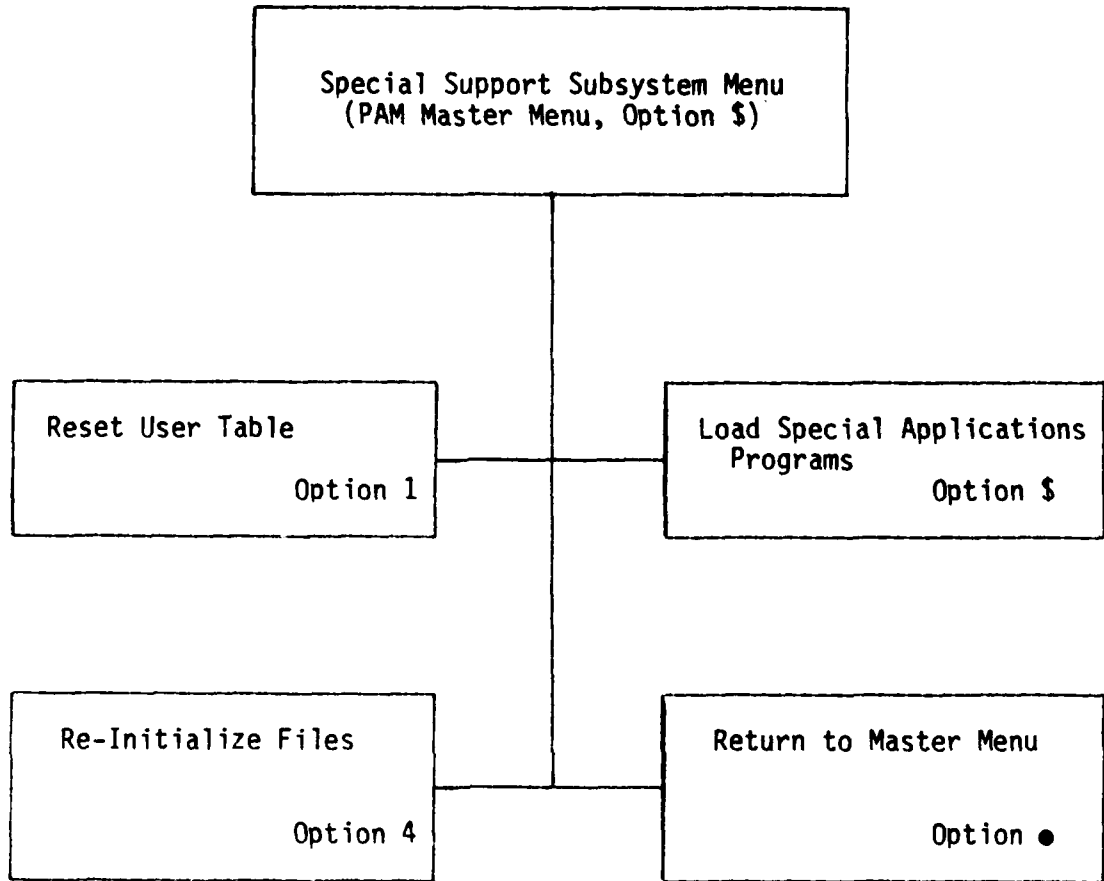 Special Support Subsystem Menu
(PAM Master Menu, Option $)
Reset User Table
Option 1
Load Special Applications
Programs
Option $
Re-Initialize Files
Option 4
Return to Master Menu
Option ●